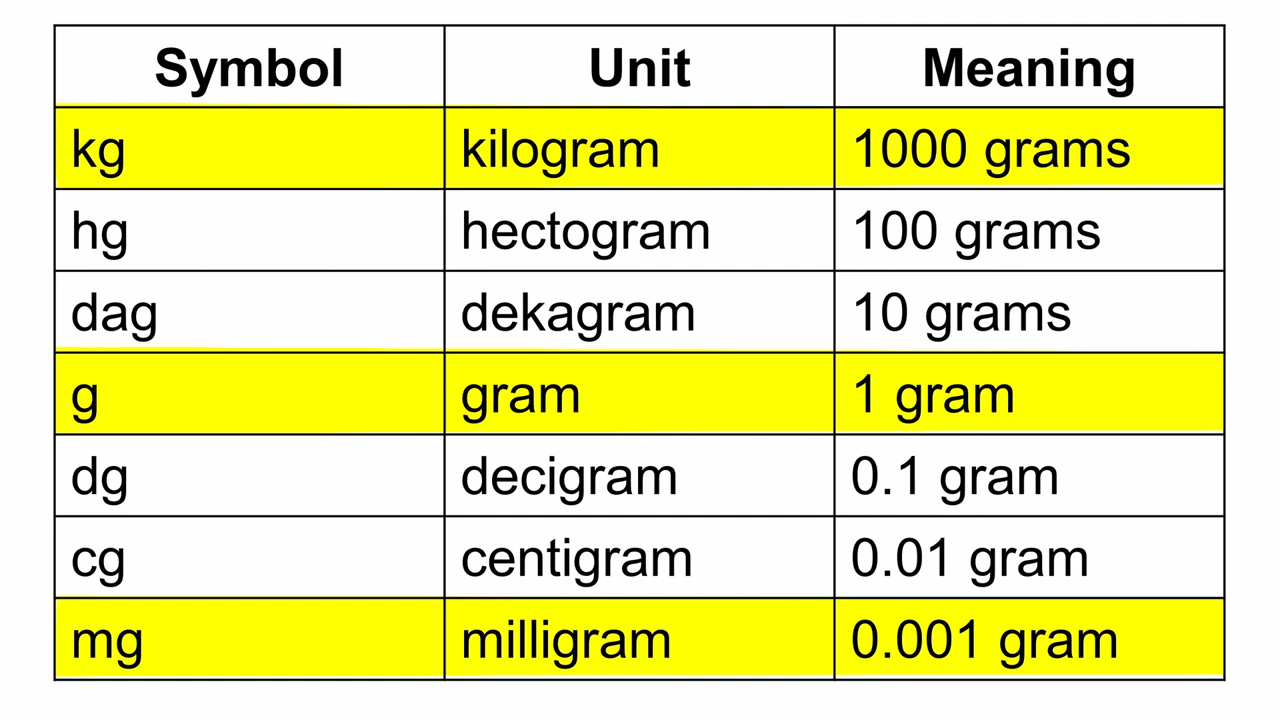 Symbol Unit Meaning
kg kilogram 1000 grams
hg hectogram 100 grams
dag dekagram 10 grams
g gram 1 gram
dg decigram 0.1 gram
cg centigram 0.01 gram
mg milligram 0.001 gram